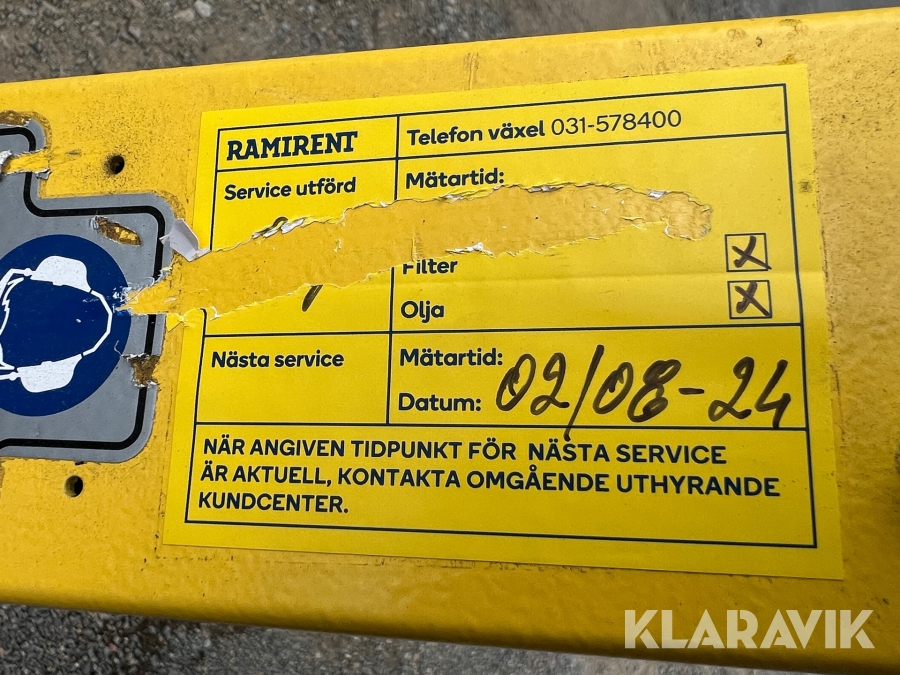 RAMIRENT
Telefon växel 031-578400
Service utförd
Mätartid:
Filter X
Olja X
Nästa service
Mätartid:
Datum: 02/08-24
NÄR ANGIVEN TIDPUNKT FÖR NÄSTA SERVICE
ÄR AKTUELL, KONTAKTA OMGÅENDE UTHYRANDE
KUNDCENTER.
KLARAVIK